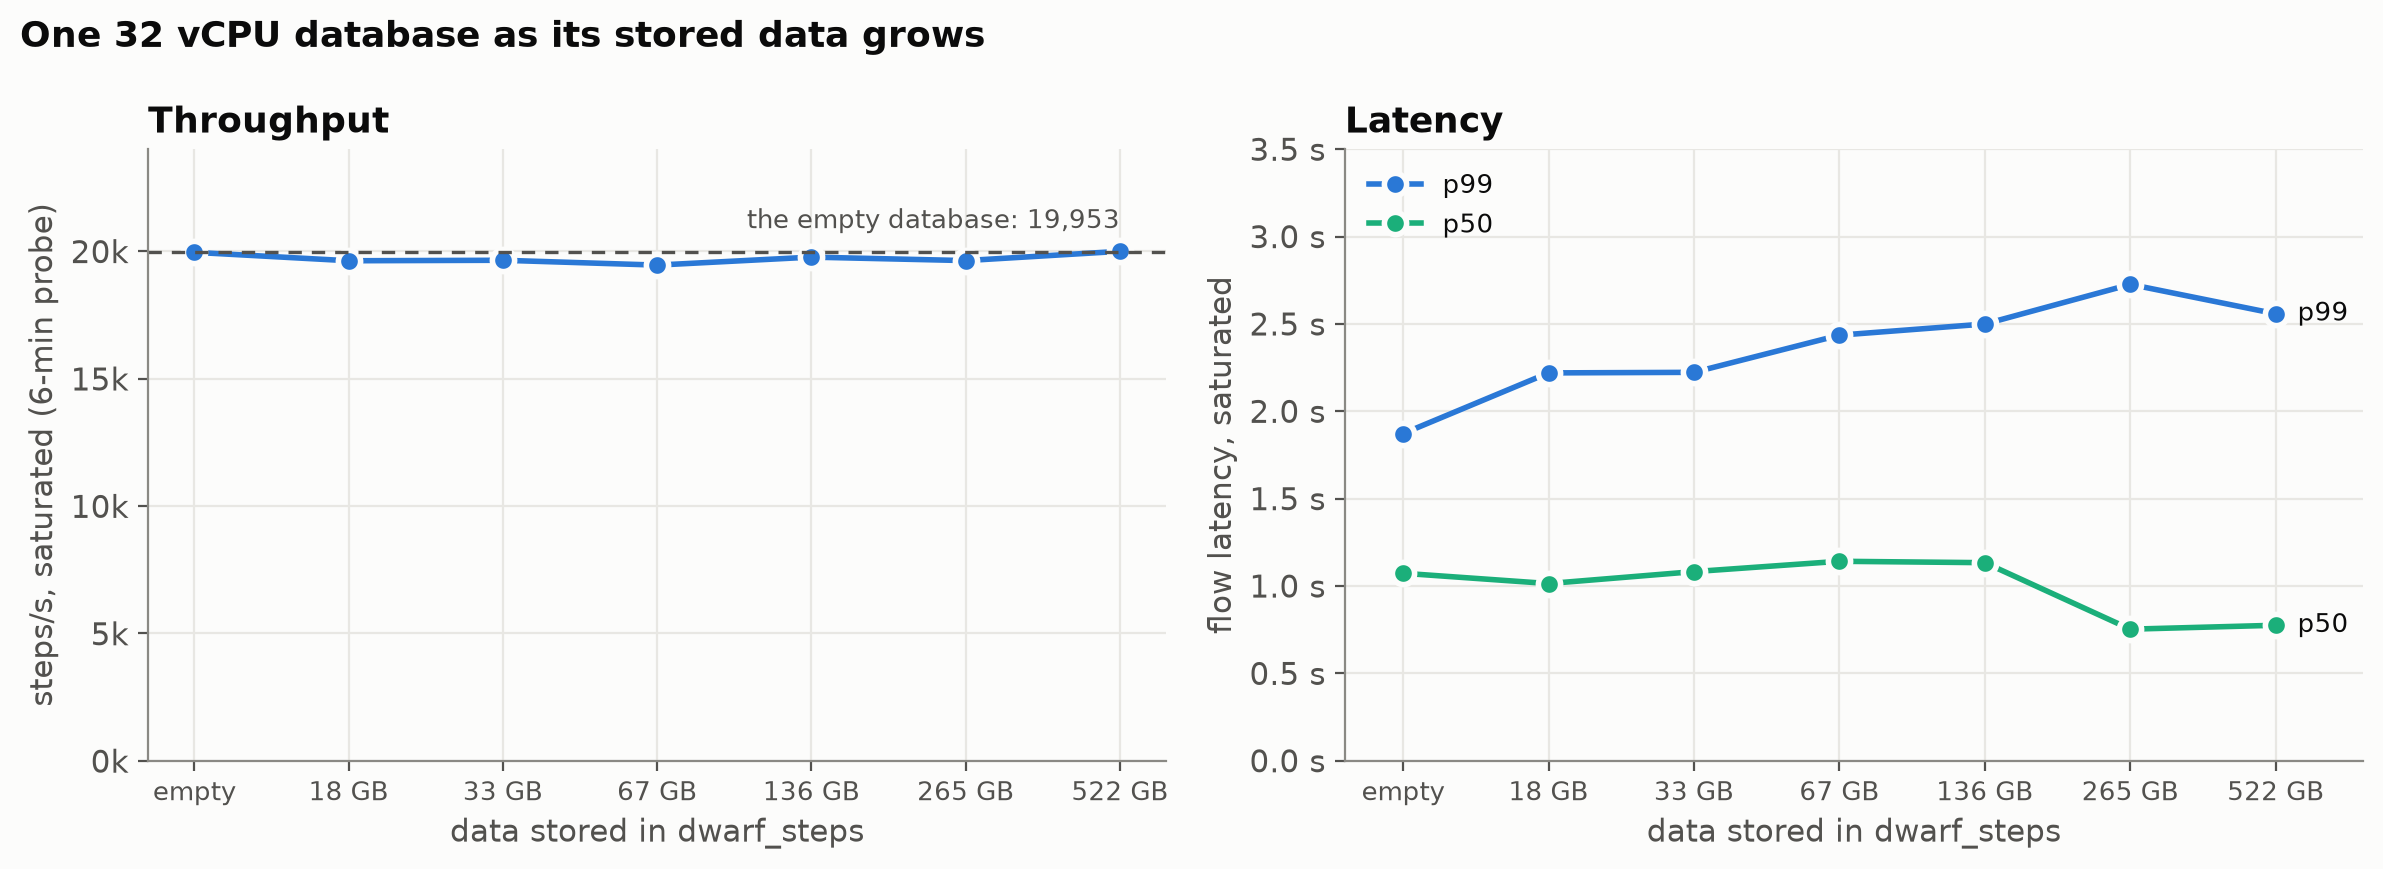 One 32 vCPU database as its stored data grows
Throughput
steps/s, saturated (6-min probe)
20k
15k
10k
5k
0k
the empty database: 19,953
empty 18 GB 33 GB 67 GB 136 GB 265 GB 522 GB
data stored in dwarf_steps
Latency
flow latency, saturated
3.5 s
3.0 s
2.5 s
2.0 s
1.5 s
1.0 s
0.5 s
0.0 s
p99
p50
p99
p50
empty 18 GB 33 GB 67 GB 136 GB 265 GB 522 GB
data stored in dwarf_steps